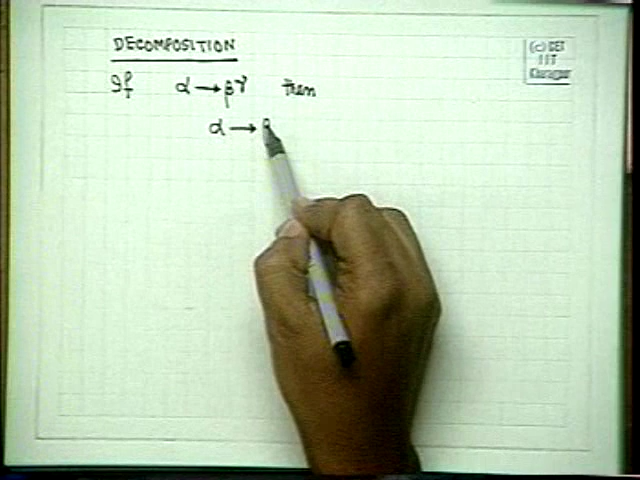 DECOMPOSITION
(C) CET
IIT
Kharagpur
If α → βγ then
α →